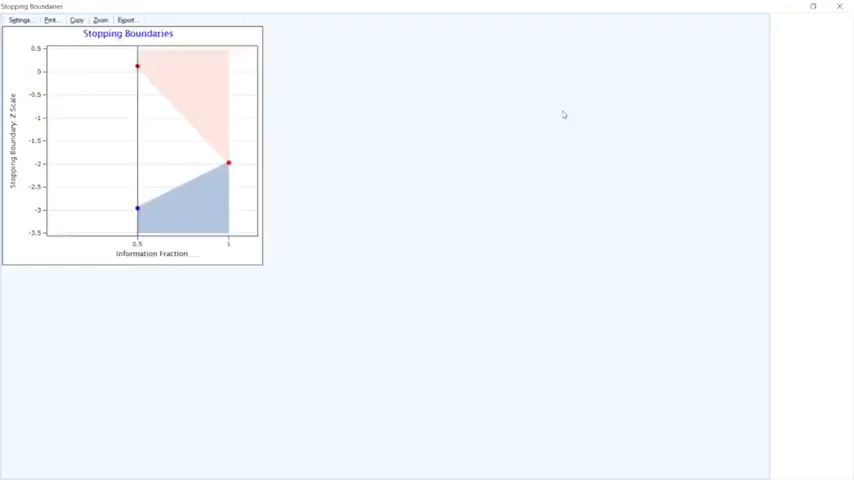 Stopping Boundaries
Settings... Print... Copy Zoom Export...
Stopping Boundaries
0.5
0
-0.5
-1
-1.5
-2
-2.5
-3
-3.5
Stopping Boundary: Z Scale
0.5 1
Information Fraction